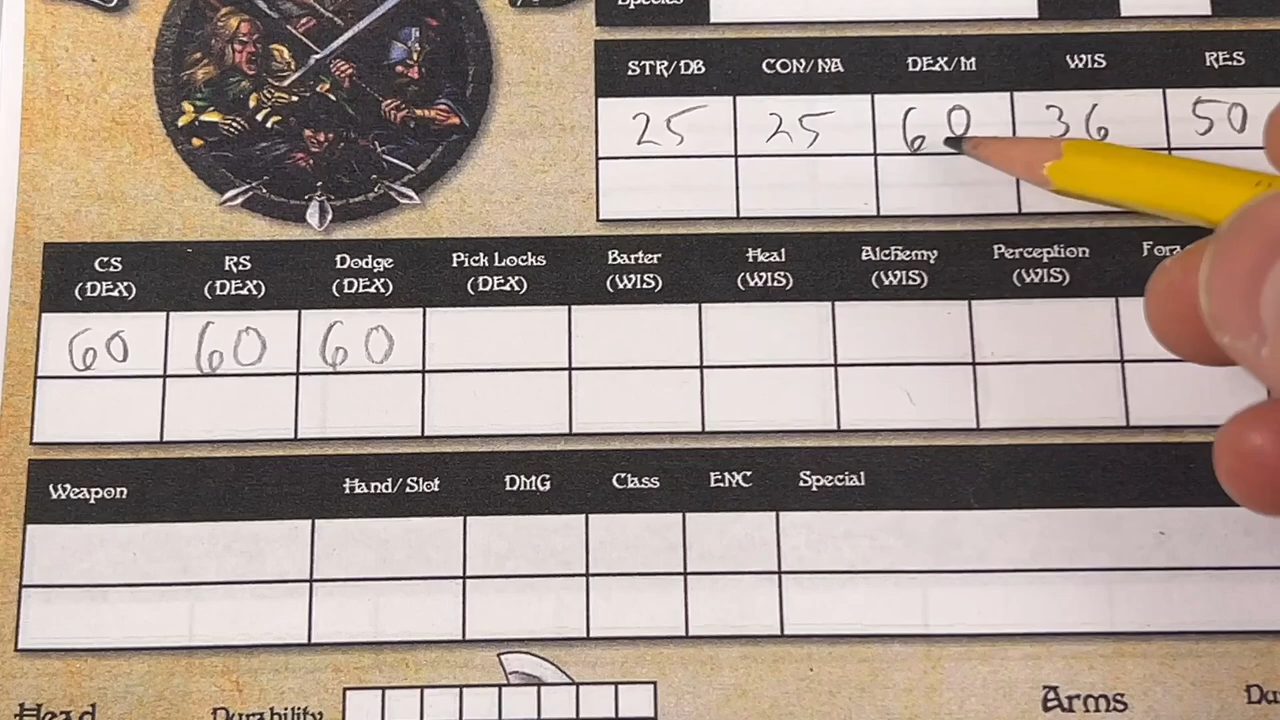 Species
STR/DB CON/NA DEX/M WIS RES
25 25 60 36 50
CS RS Dodge Pick Locks Barter Heal Alchemy Perception
(DEX) (DEX) (DEX) (DEX) (WIS) (WIS) (WIS) (WIS)
60 60 60
Weapon Hand/Slot DMG Class ENC Special
Head Durability Arms